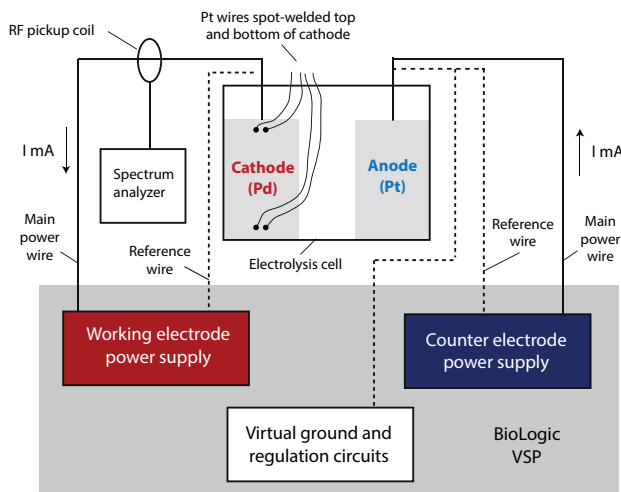 RF pickup coil
Pt wires spot-welded top
and bottom of cathode
I mA
Spectrum
analyzer
Cathode
(Pd)
Anode
(Pt)
I mA
Main
power
wire
Reference
wire
Electrolysis cell
Reference
wire
Main
power
wire
Working electrode
power supply
Counter electrode
power supply
Virtual ground and
regulation circuits
BioLogic
VSP